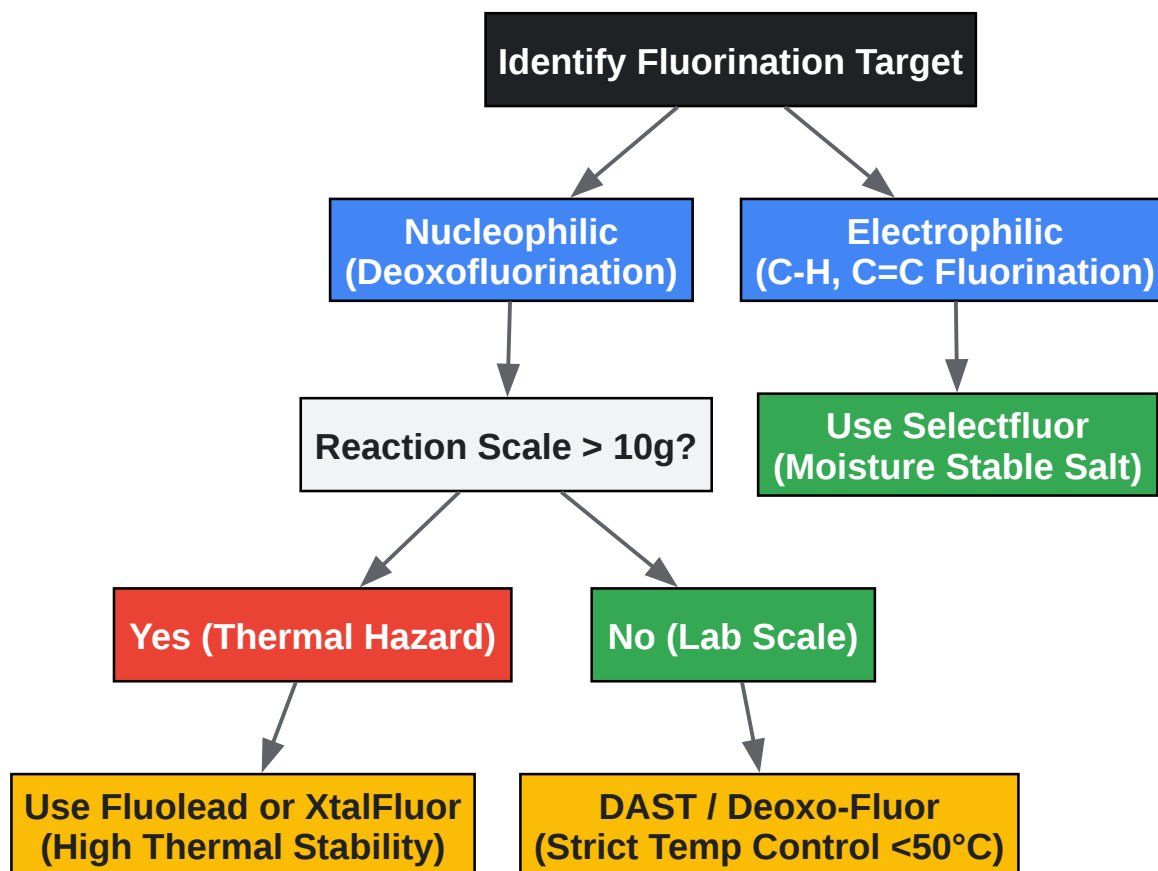 Identify Fluorination Target
Nucleophilic
(Deoxofluorination)
Electrophilic
(C-H, C=C Fluorination)
Reaction Scale > 10g?
Use Selectfluor
(Moisture Stable Salt)
Yes (Thermal Hazard)
No (Lab Scale)
Use Fluolead or XtalFluor
(High Thermal Stability)
DAST / Deoxo-Fluor
(Strict Temp Control <50°C)